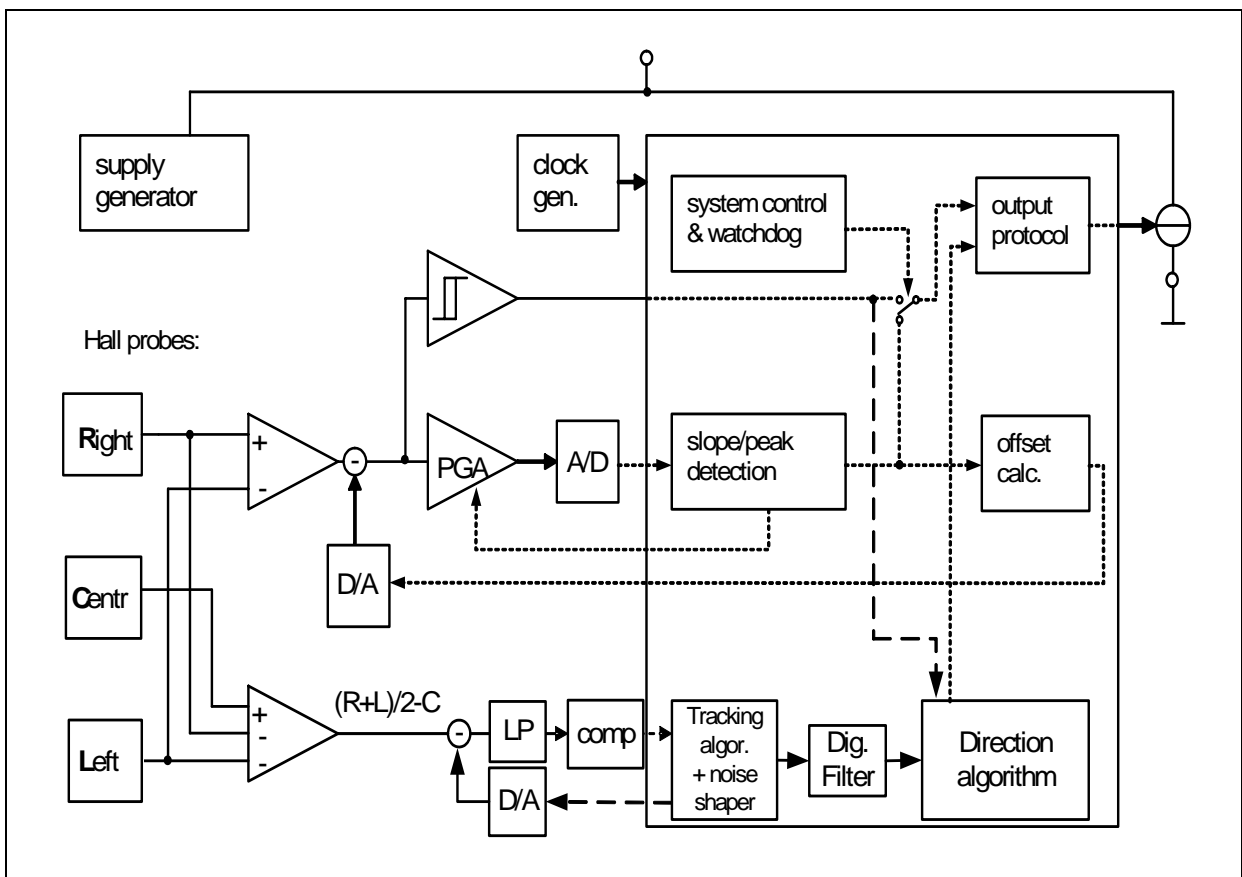 supply
generator
clock
gen.
system control
& watchdog
output
protocol
Hall probes:
Right
+
-
-
PGA
A/D
slope/peak
detection
offset
calc.
D/A
Centr
Left
+
-
-
(R+L)/2-C
-
LP
comp
D/A
Tracking
algor.
+ noise
shaper
Dig.
Filter
Direction
algorithm